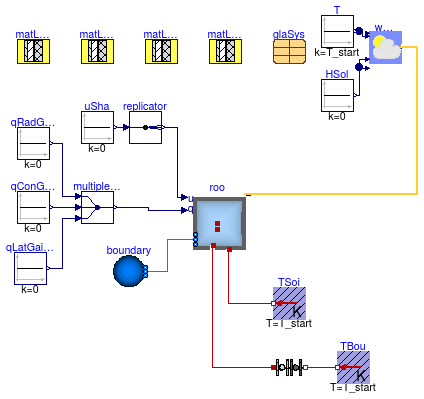 T
w...
matL...
matL...
matL...
matL...
glaSys
k=T_start
HSol
uSha
replicator
k=0
qRadG...
k=0
k=0
qConG...
multiple...
roo
u
q
k=0
qLatGai...
boundary
k=0
TSoi
K
T=T_start
TBou
K
T=T_start